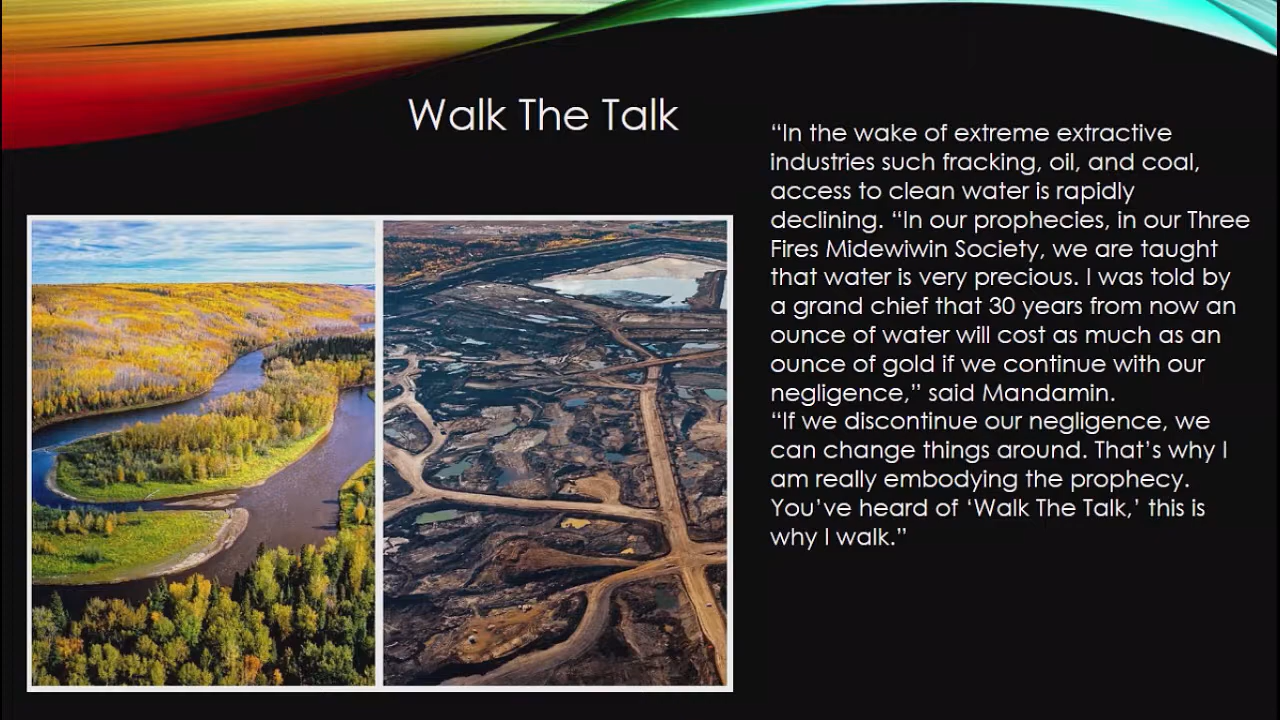 Walk The Talk
“In the wake of extreme extractive
industries such fracking, oil, and coal,
access to clean water is rapidly
declining. “In our prophecies, in our Three
Fires Midewiwin Society, we are taught
that water is very precious. I was told by
a grand chief that 30 years from now an
ounce of water will cost as much as an
ounce of gold if we continue with our
negligence,” said Mandamin.
“If we discontinue our negligence, we
can change things around. That’s why I
am really embodying the prophecy.
You’ve heard of ‘Walk The Talk,’ this is
why I walk.”